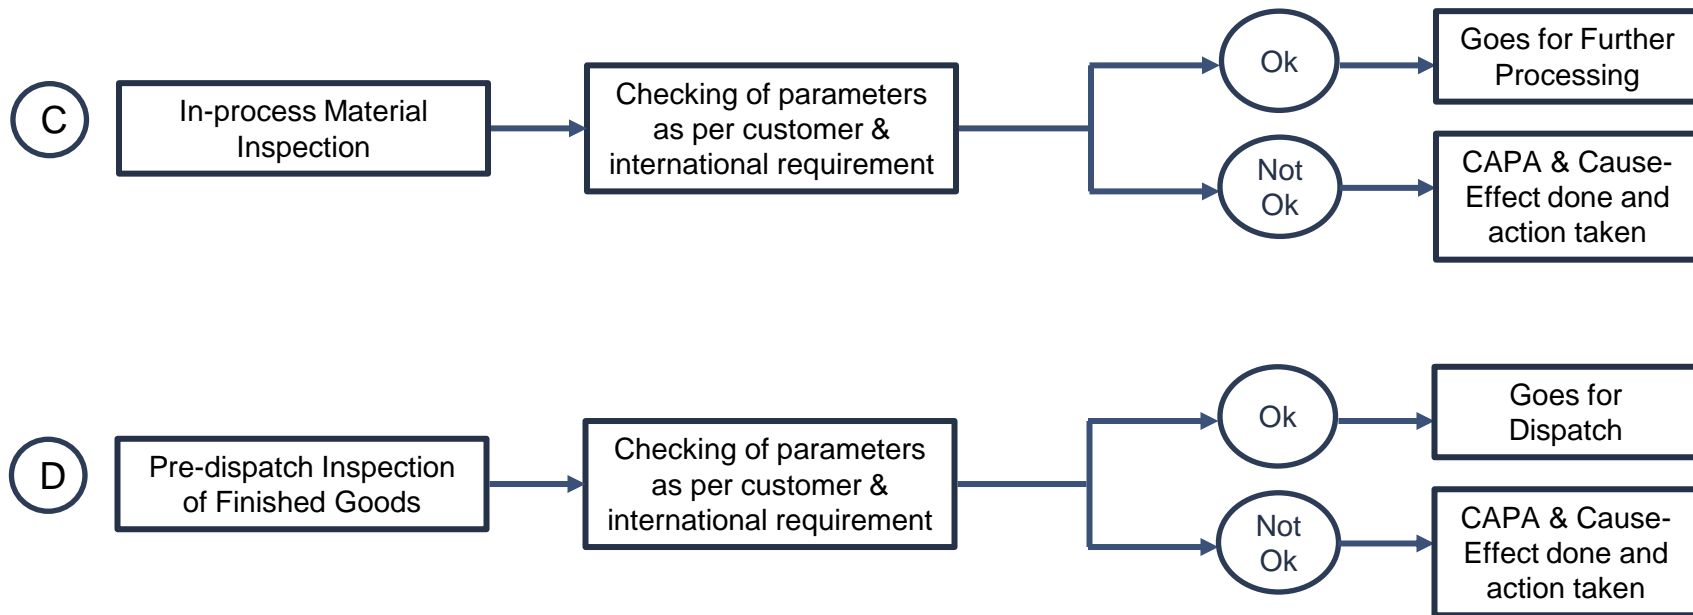 C
In-process Material
Inspection
Checking of parameters
as per customer &
international requirement
Ok
Goes for Further
Processing
Not
Ok
CAPA & Cause-
Effect done and
action taken
D
Pre-dispatch Inspection
of Finished Goods
Checking of parameters
as per customer &
international requirement
Ok
Goes for
Dispatch
Not
Ok
CAPA & Cause-
Effect done and
action taken